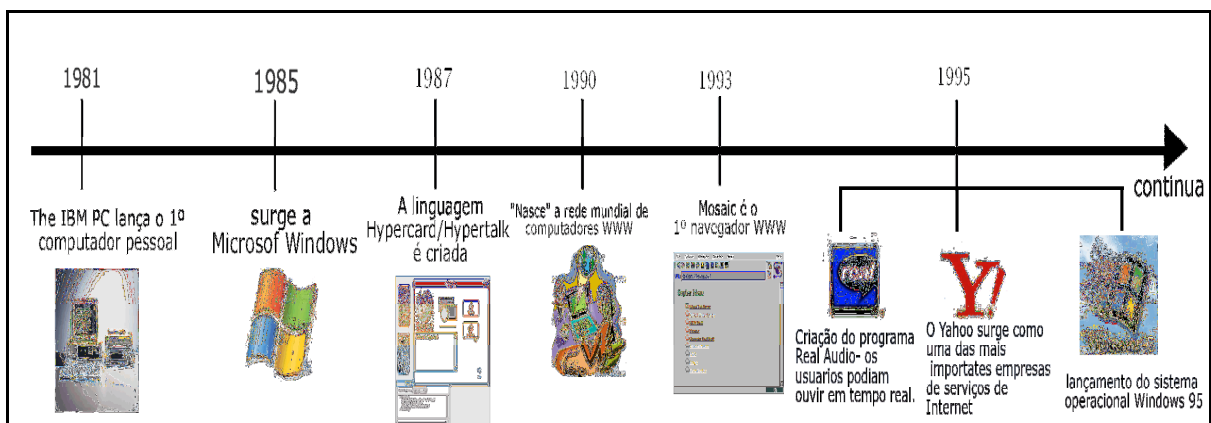 1981
1985
1987
1990
1993
1995
continua
The IBM PC lança o 1º
computador pessoal
surge a
Microsof Windows
A linguagem
Hypercard/Hypertalk
é criada
"Nasce" a rede mundial de
computadores WWW
Mosaic é o
1º navegador WWW
real
Criação do programa
Real Audio- os
usuarios podiam
ouvir em tempo real.
Y!
O Yahoo surge como
uma das mais
importates empresas
de serviços de
Internet
lançamento do sistema
operacional Windows 95